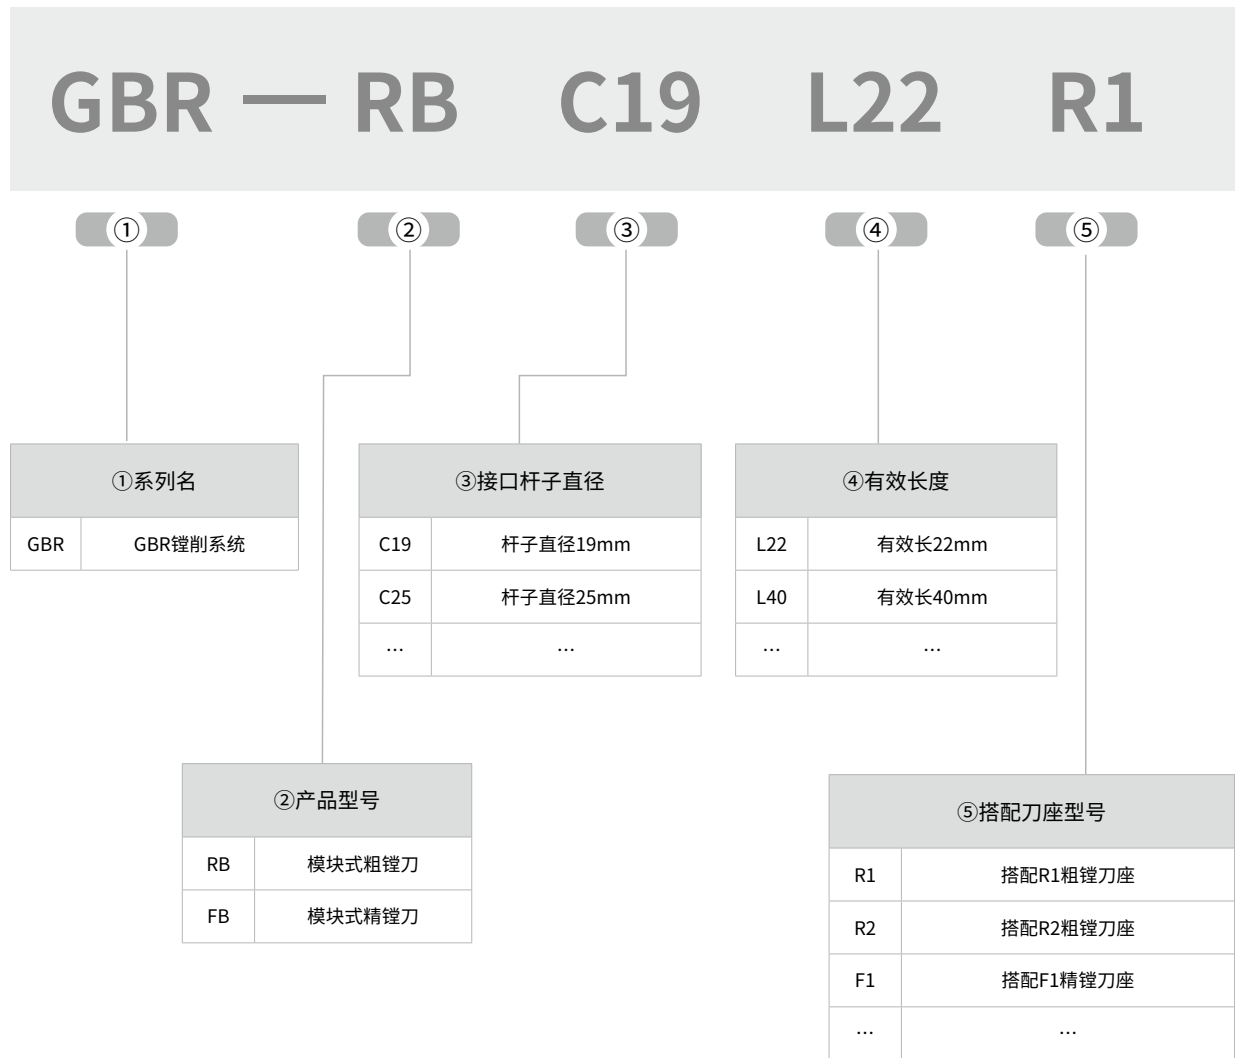 GBR — RB C19 L22 R1
① ② ③ ④ ⑤
①系列名
GBR GBR镗削系统
③接口杆子直径
C19 杆子直径19mm
C25 杆子直径25mm
… …
④有效长度
L22 有效长22mm
L40 有效长40mm
… …
②产品型号
RB 模块式粗镗刀
FB 模块式精镗刀
⑤搭配刀座型号
R1 搭配R1粗镗刀座
R2 搭配R2粗镗刀座
F1 搭配F1精镗刀座
… …